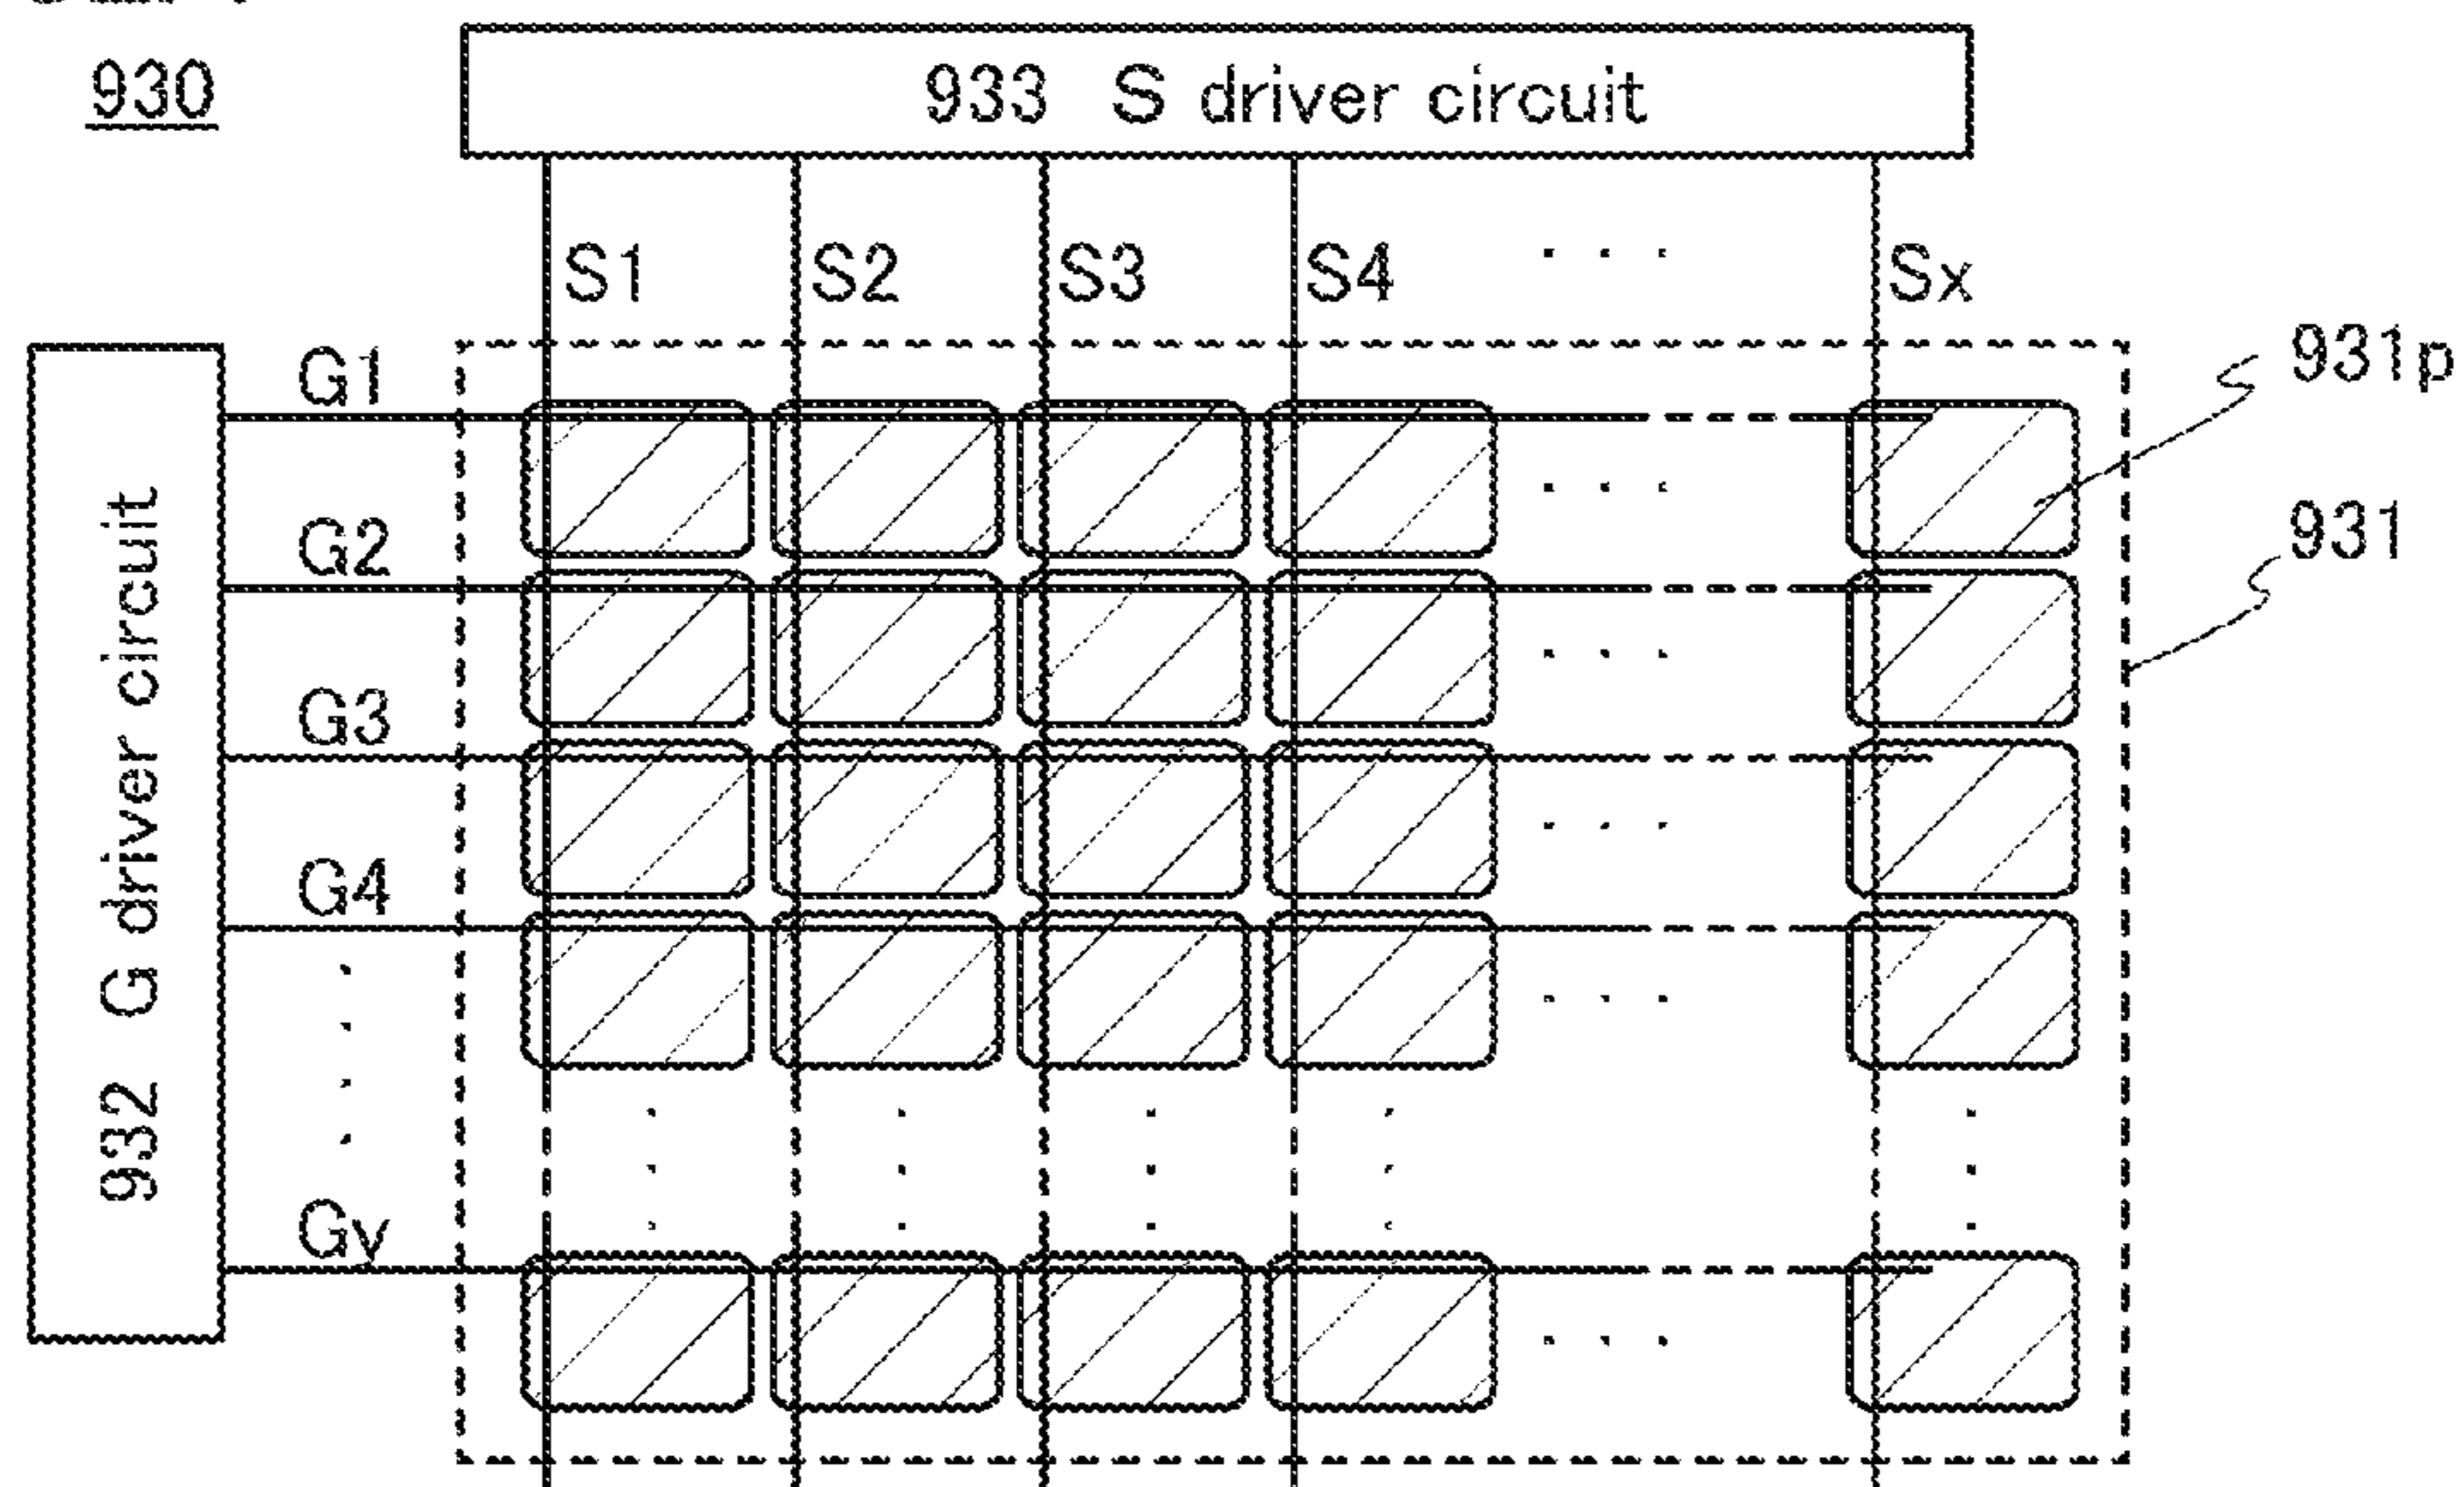 930
933 S driver circuit
S1 S2 S3 S4 . . . Sx
G1
931p
G2
931
G3
G4
Gy
932 G driver circuit